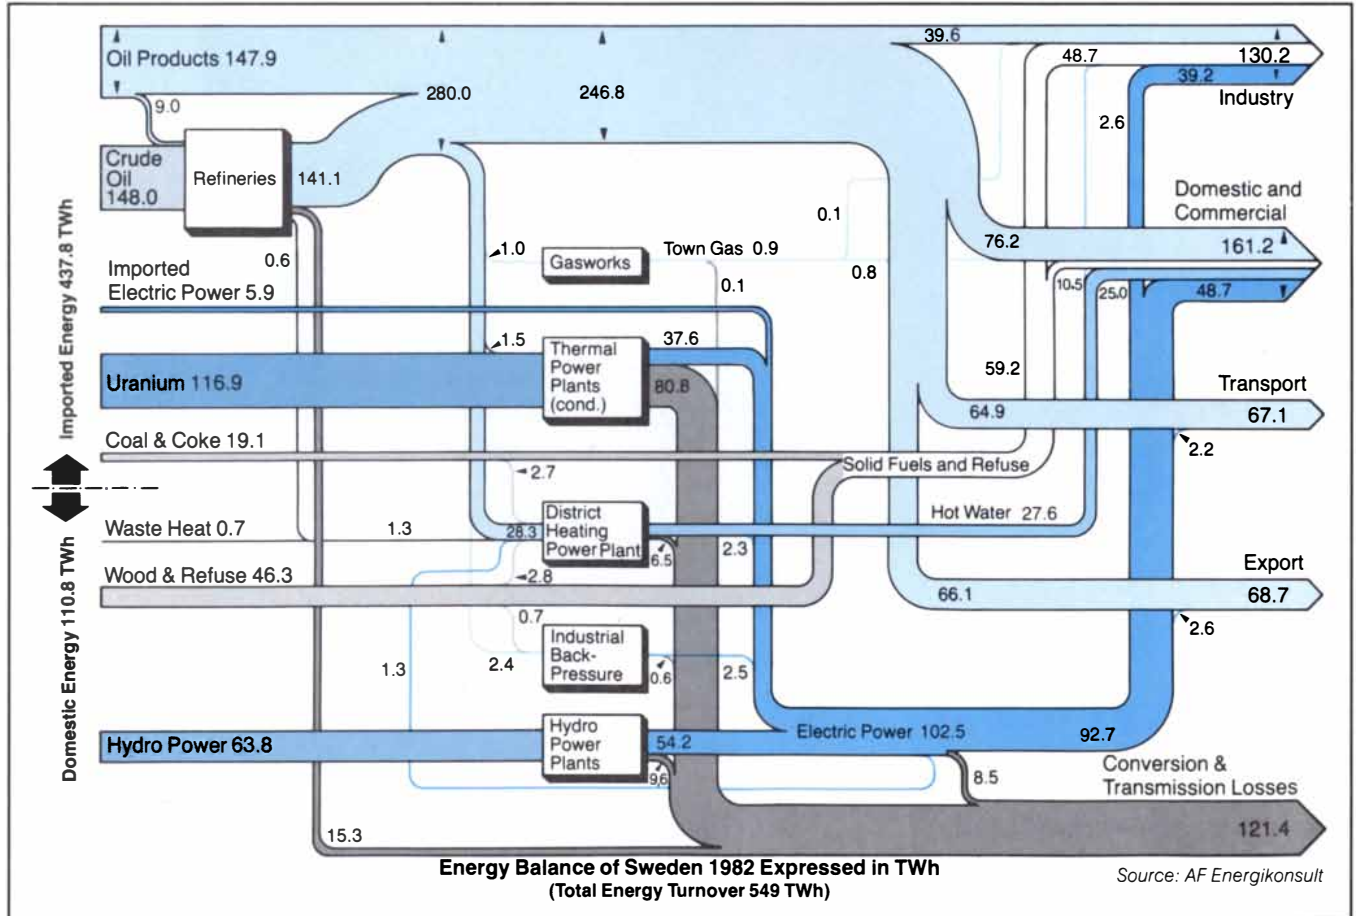 Oil Products 147.9
9.0
Crude
Oil
148.0
Refineries
141.1
280.0
246.8
39.6
48.7
130.2
39.2
Industry
2.6
Domestic and
Commercial
161.2
76.2
0.1
0.8
10.5
25.0
48.7
Imported Energy 437.8 TWh
Domestic Energy 110.8 TWh
0.6
1.0
Gasworks
Town Gas 0.9
0.1
Imported
Electric Power 5.9
1.5
Thermal
Power
Plants
(cond.)
37.6
80.8
Uranium 116.9
59.2
Transport
67.1
64.9
2.2
Coal & Coke 19.1
2.7
Solid Fuels and Refuse
Waste Heat 0.7
1.3
28.3
District
Heating
Power Plant
6.5
2.3
Hot Water 27.6
Wood & Refuse 46.3
2.8
0.7
Export
68.7
66.1
2.6
Industrial
Back-
Pressure
2.4
0.6
2.5
1.3
Hydro Power 63.8
Hydro
Power
Plants
54.2
9.6
Electric Power 102.5
92.7
8.5
Conversion &
Transmission Losses
121.4
15.3
Energy Balance of Sweden 1982 Expressed in TWh
(Total Energy Turnover 549 TWh)
Source: AF Energikonsult